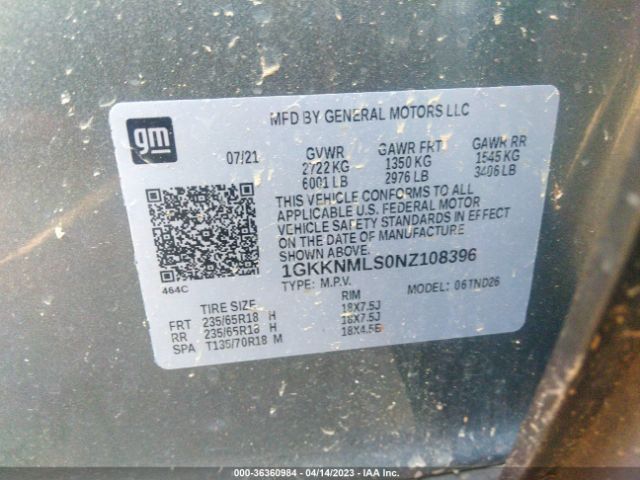 MFD BY GENERAL MOTORS LLC
gm
07/21
GVWR GAWR FRT GAWR RR
2722 KG 1350 KG 1545 KG
6001 LB 2976 LB 3406 LB
THIS VEHICLE CONFORMS TO ALL
APPLICABLE U.S. FEDERAL MOTOR
VEHICLE SAFETY STANDARDS IN EFFECT
ON THE DATE OF MANUFACTURE
SHOWN ABOVE.
464C
1GKKNMLS0NZ108396
TYPE: M.P.V. MODEL: 06TND26
TIRE SIZE RIM
FRT 235/65R18 H 18X7.5J
RR 235/65R18 H 18X7.5J
SPA T135/70R18 M 18X4.5B
000-36360984 - 04/14/2023 - IAA Inc.